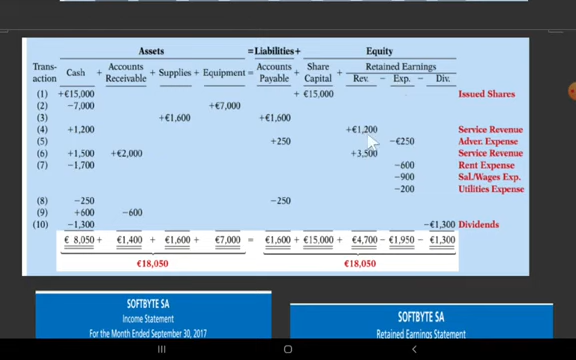 Assets = Liabilities + Equity
Retained Earnings
Trans-
action Cash + Accounts Receivable + Supplies + Equipment = Accounts Payable + Share Capital + Rev. − Exp. − Div.
(1) +€15,000 + €15,000 Issued Shares
(2) −7,000 +€7,000
(3) +€1,600 +€1,600
(4) +1,200 +€1,200 Service Revenue
(5) +250 −€250 Adver. Expense
(6) +1,500 +€2,000 +3,500 Service Revenue
(7) −1,700 −600 Rent Expense
−900 Sal./Wages Exp.
−200 Utilities Expense
(8) −250 −250
(9) +600 −600
(10) −1,300 −€1,300 Dividends
€ 8,050 + €1,400 + €1,600 + €7,000 = €1,600 + €15,000 + €4,700 − €1,950 − €1,300
€18,050 €18,050
SOFTBYTE SA
Income Statement
For the Month Ended September 30, 2017
SOFTBYTE SA
Retained Earnings Statement